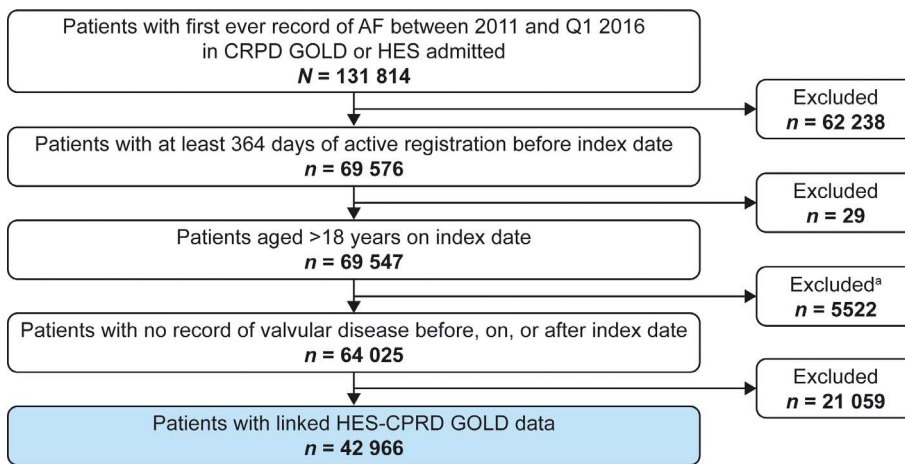 Patients with first ever record of AF between 2011 and Q1 2016
in CRPD GOLD or HES admitted
N = 131 814
Excluded
n = 62 238
Patients with at least 364 days of active registration before index date
n = 69 576
Excluded
n = 29
Patients aged >18 years on index date
n = 69 547
Excludedᵃ
n = 5522
Patients with no record of valvular disease before, on, or after index date
n = 64 025
Excluded
n = 21 059
Patients with linked HES-CPRD GOLD data
n = 42 966